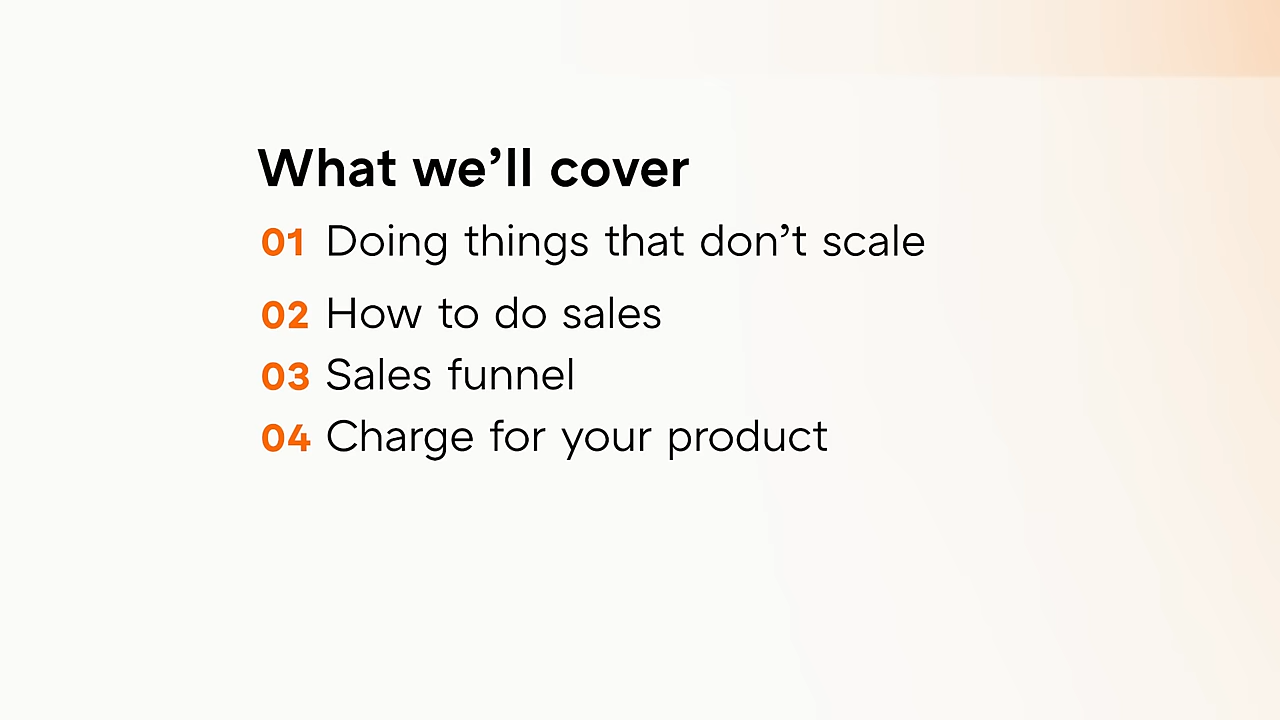 What we’ll cover
01 Doing things that don’t scale
02 How to do sales
03 Sales funnel
04 Charge for your product